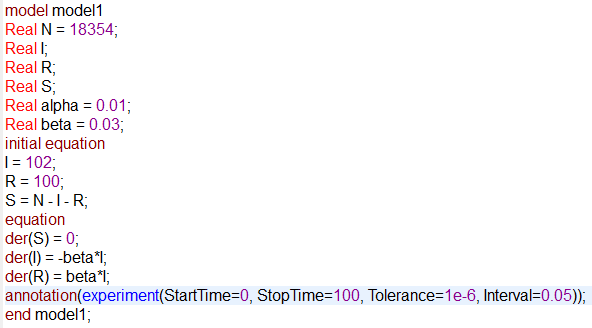 model model1
Real N = 18354;
Real I;
Real R;
Real S;
Real alpha = 0.01;
Real beta = 0.03;
initial equation
I = 102;
R = 100;
S = N - I - R;
equation
der(S) = 0;
der(I) = -beta*I;
der(R) = beta*I;
annotation(experiment(StartTime=0, StopTime=100, Tolerance=1e-6, Interval=0.05));
end model1;